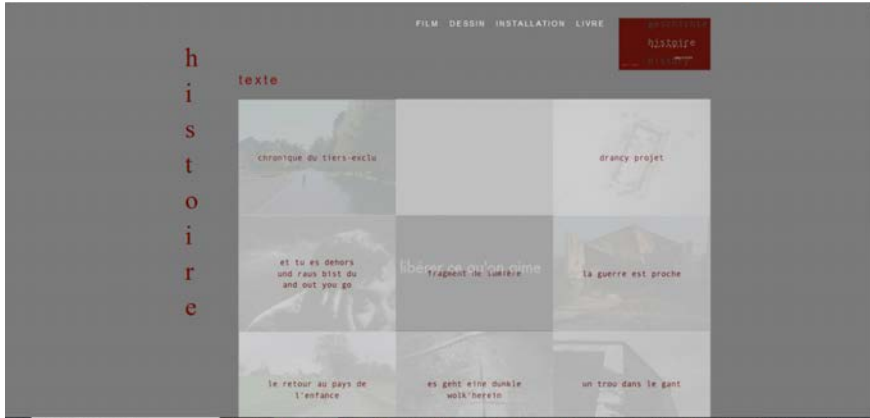 FILM DESSIN INSTALLATION LIVRE
histoire
histoire
texte
chronique du tiers-exclu
drancy projet
et tu es dehors
und raus bist du
and out you go
libérer ce qu'on aime
fragment de lumière
la guerre est proche
le retour au pays de
l'enfance
es geht eine dunkle
wolk'herein
un trou dans le gant